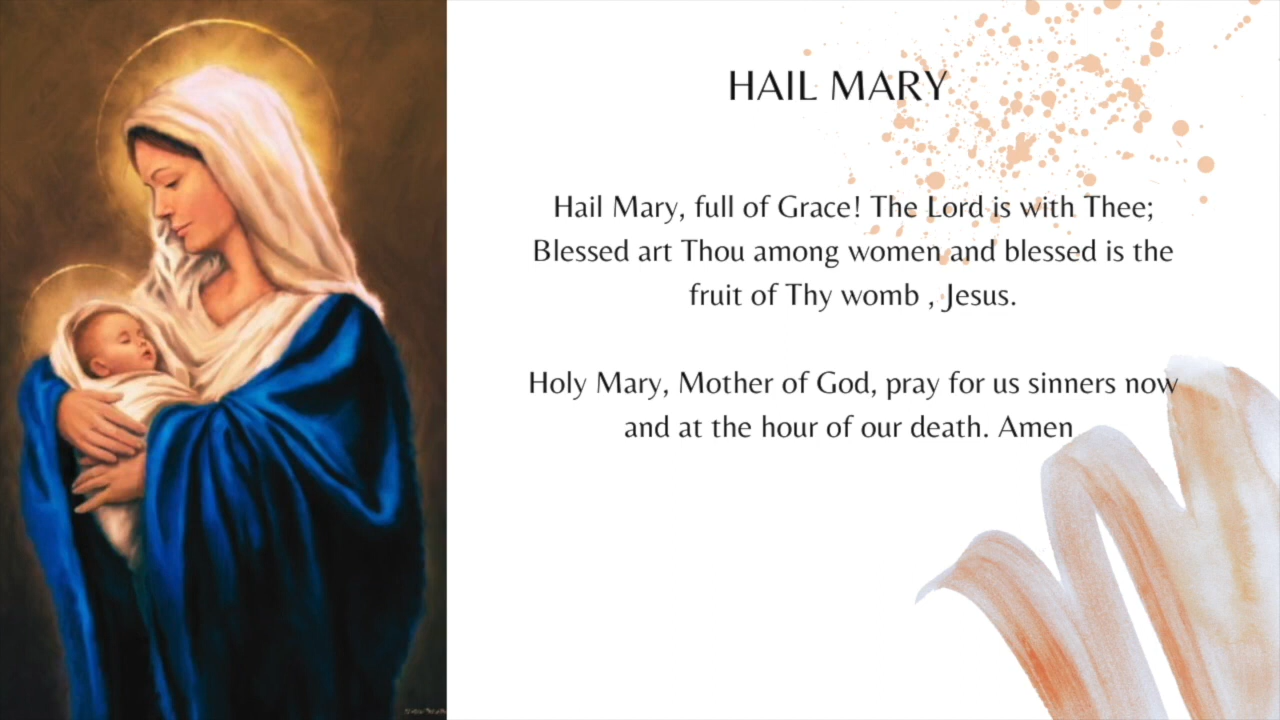 HAIL MARY
Hail Mary, full of Grace! The Lord is with Thee;
Blessed art Thou among women and blessed is the
fruit of Thy womb , Jesus.
Holy Mary, Mother of God, pray for us sinners now
and at the hour of our death. Amen